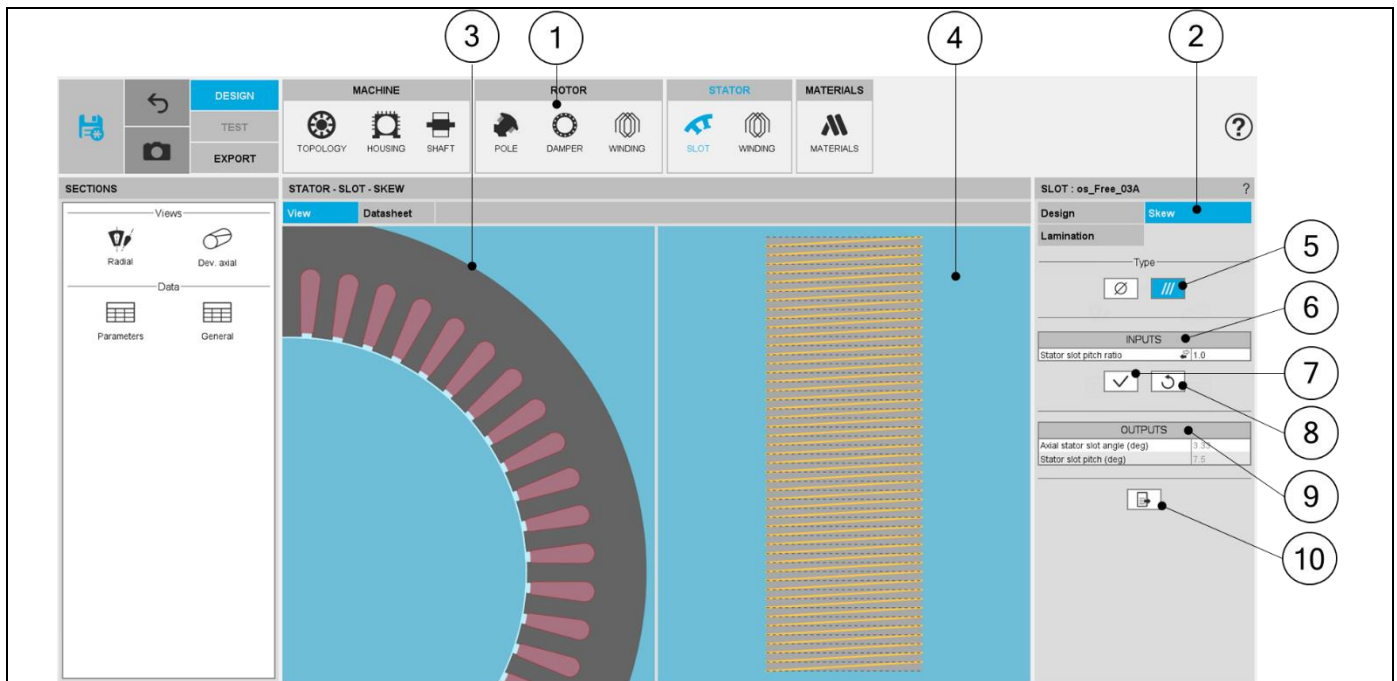 3
1
4
2
DESIGN
TEST
EXPORT
MACHINE
TOPOLOGY HOUSING SHAFT
ROTOR
POLE DAMPER WINDING
STATOR
SLOT WINDING
MATERIALS
MATERIALS
?
SECTIONS
Views
Radial Dev. axial
Data
Parameters General
STATOR - SLOT - SKEW
View Datasheet
SLOT : os_Free_03A ?
Design Skew
Lamination
Type
5
6
INPUTS
Stator slot pitch ratio 1.0
7
8
OUTPUTS
Axial stator slot angle (deg) 3.33
Stator slot pitch (deg) 7.5
9
10